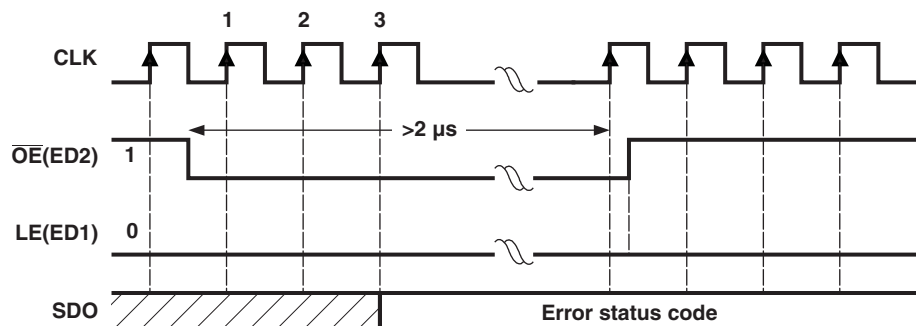 1 2 3
CLK
>2 µs
OE(ED2) 1
LE(ED1) 0
SDO Error status code